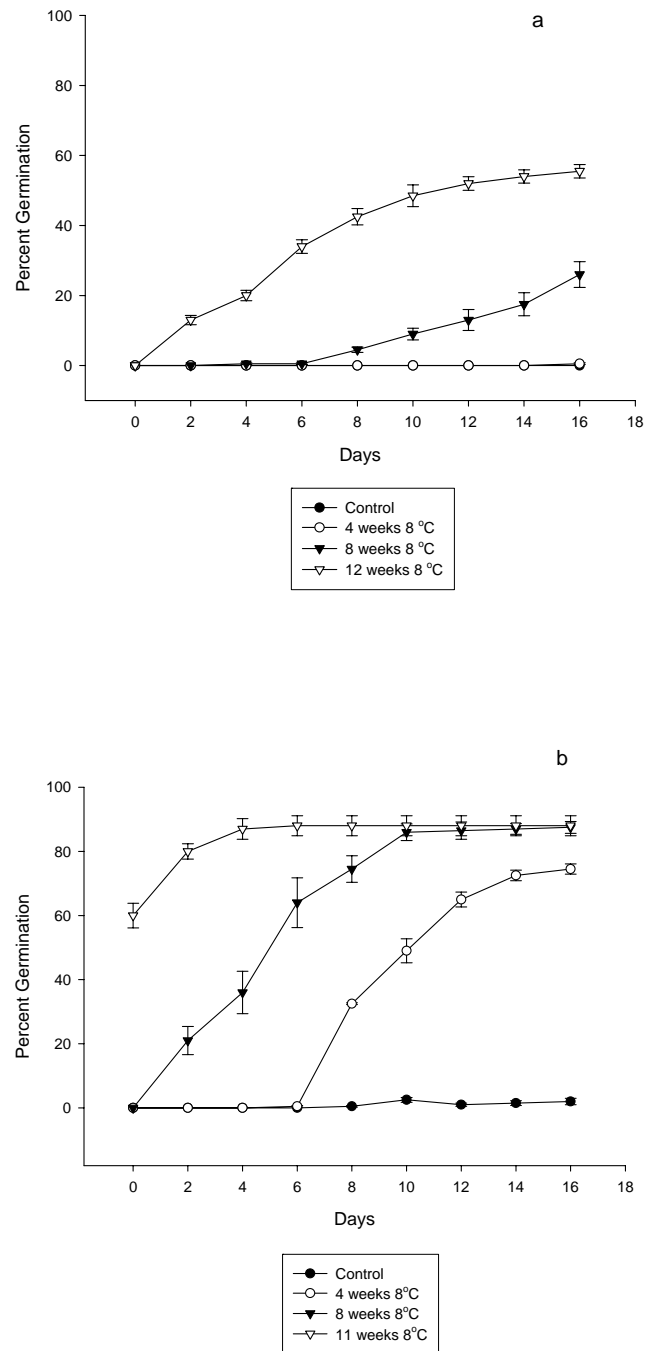 a
100
80
60
40
20
0
Percent Germination
0 2 4 6 8 10 12 14 16 18
Days
Control
4 weeks 8 °C
8 weeks 8 °C
12 weeks 8 °C
b
100
80
60
40
20
0
Percent Germination
0 2 4 6 8 10 12 14 16 18
Days
Control
4 weeks 8°C
8 weeks 8°C
11 weeks 8°C